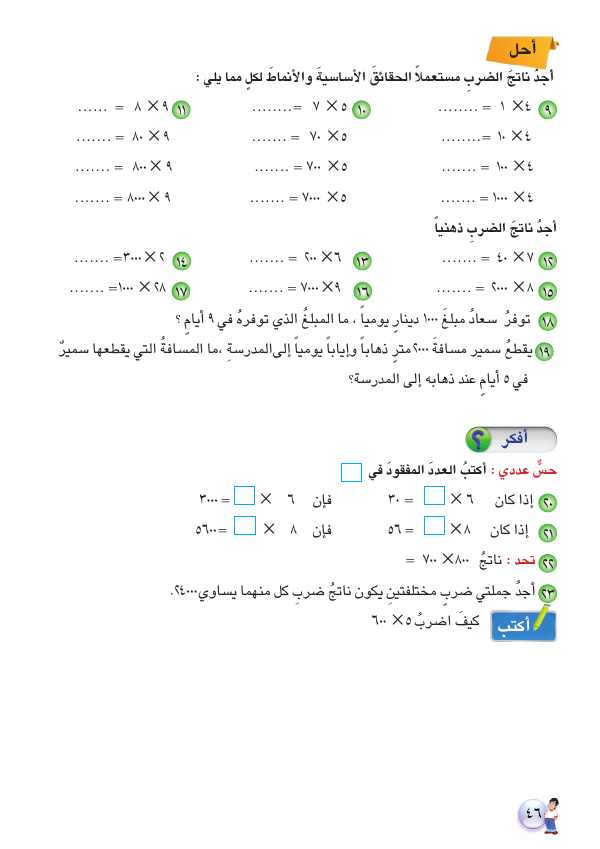 أحل
أجدُ ناتجَ الضربِ مستعملاً الحقائقَ الأساسيةَ والأنماطَ لكلٍ مما يلي :
٩ ٤ × ١ = ........ ١٠ ٥ × ٧ =........ ١١ ٩ × ٨ = ......
٤ × ١٠ =........ ٥ × ٧٠ = ....... ٩ × ٨٠ = .......
٤ × ١٠٠ = ....... ٥ × ٧٠٠ = ....... ٩ × ٨٠٠ = .......
٤ × ١٠٠٠ = ....... ٥ × ٧٠٠٠ = ....... ٩ × ٨٠٠٠ = .......
أجدُ ناتجَ الضربِ ذهنياً
١٢ ٧ × ٤٠ = ....... ١٣ ٦ × ٢٠٠ = ....... ١٤ ٢ × ٣٠٠٠= .......
١٥ ٨ × ٢٠٠٠ = ....... ١٦ ٩ × ٧٠٠٠ = ....... ١٧ ٢٨ × ١٠٠٠= .......
١٨ توفرُ سعادُ مبلغَ ١٠٠٠ دينارٍ يومياً ، ما المبلغُ الذي توفرهُ في ٩ أيامٍ ؟
١٩ يقطعُ سمير مسافةَ ٢٠٠٠ مترٍ ذهاباً وإياباً يومياً إلى المدرسةِ ،ما المسافةُ التي يقطعها سميرٌ
في ٥ أيامٍ عند ذهابه إلى المدرسة؟
أفكر ؟
حسٌّ عددي : أكتبُ العددَ المفقودَ في □
٢٠ إذا كان ٦ × □ = ٣٠ فإن ٦ × □ = ٣٠٠٠
٢١ إذا كان ٨ × □ = ٥٦ فإن ٨ × □ =٥٦٠٠
٢٢ تحد : ناتجُ ٨٠٠ × ٧٠٠ =
٢٣ أجدُ جملتي ضربٍ مختلفتينِ يكون ناتجُ ضربِ كل منهما يساوي ٢٤٠٠٠.
أكتب كيفَ اضربُ ٥ × ٦٠٠
٤٦